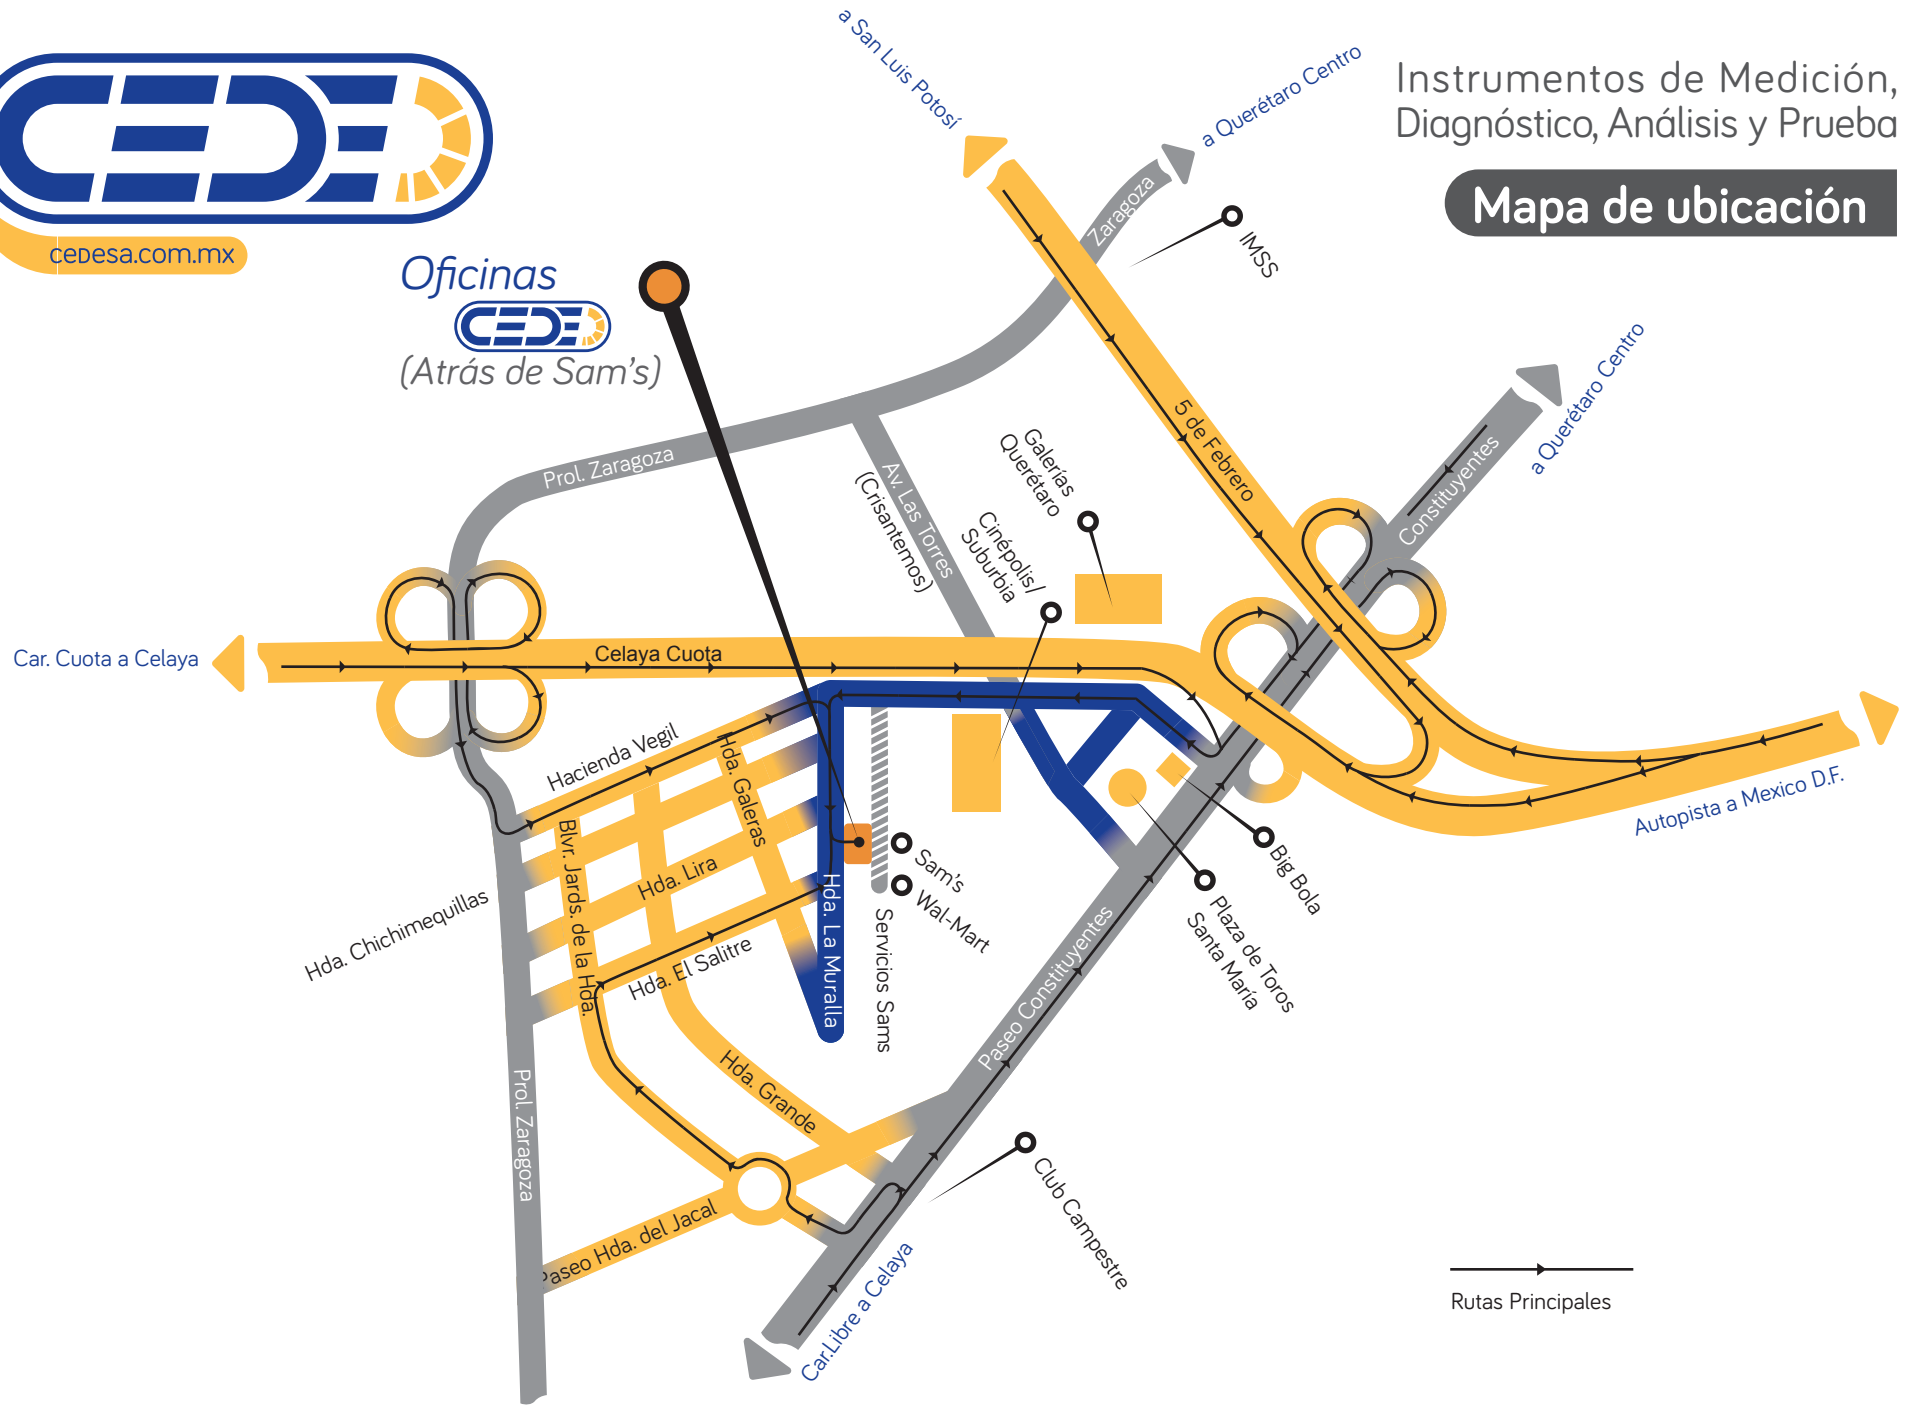 CEDE
cedesa.com.mx
Instrumentos de Medición,
Diagnóstico, Análisis y Prueba
Mapa de ubicación
Oficinas
CEDE
(Atrás de Sam's)
a San Luis Potosí
a Querétaro Centro
Zaragoza
IMSS
a Querétaro Centro
5 de Febrero
Constituyentes
Prol. Zaragoza
Av. Las Torres
(Crisantemos)
Galerías
Querétaro
Cinépolis/
Suburbia
Car. Cuota a Celaya
Celaya Cuota
Hacienda Vegil
Hda. Galeras
Autopista a Mexico D.F.
Blvr. Jards. de la Hda.
Hda. Lira
Hda. Chichimequillas
Hda. El Salitre
Hda. La Muralla
Servicios Sams
Sam's
Wal-Mart
Big Bola
Plaza de Toros
Santa María
Paseo Constituyentes
Prol. Zaragoza
Hda. Grande
Paseo Hda. del Jacal
Club Campestre
Car.Libre a Celaya
Rutas Principales